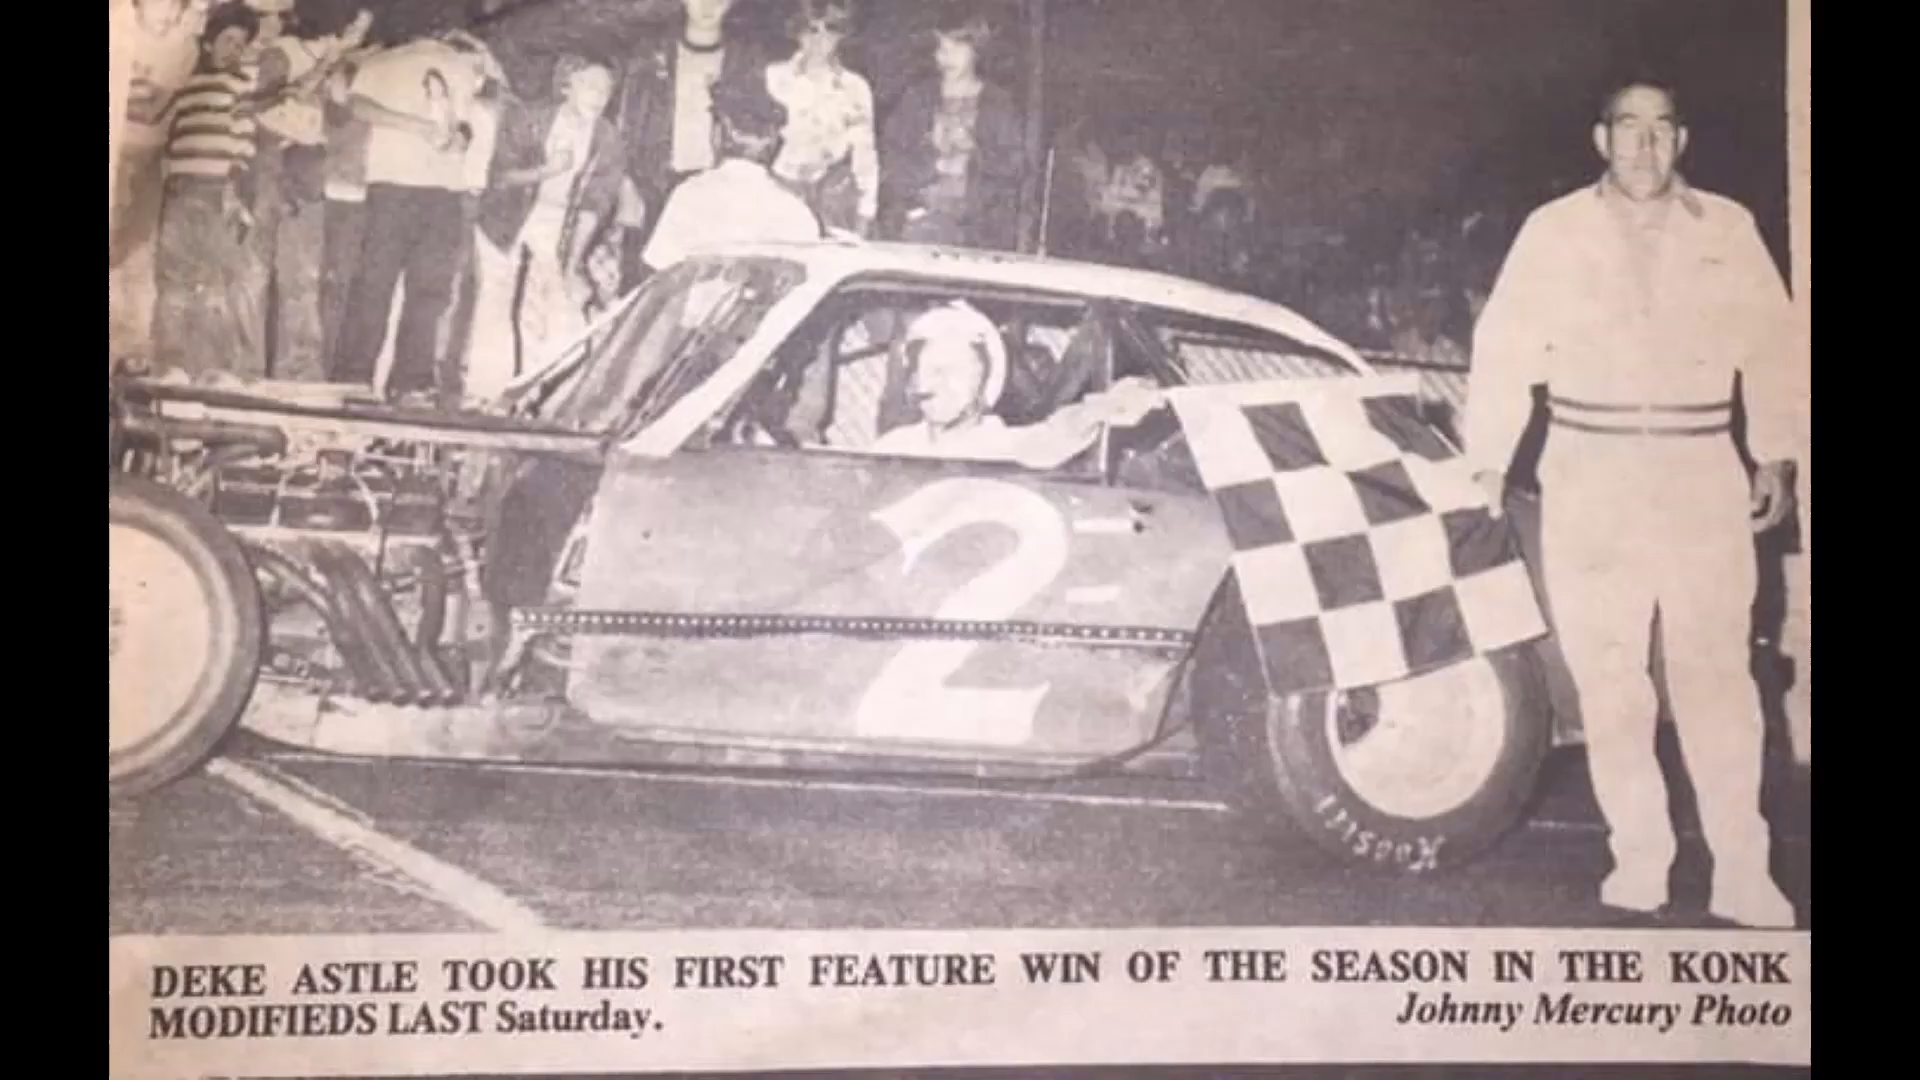 2
Hoosier
DEKE ASTLE TOOK HIS FIRST FEATURE WIN OF THE SEASON IN THE KONK
MODIFIEDS LAST Saturday.
Johnny Mercury Photo